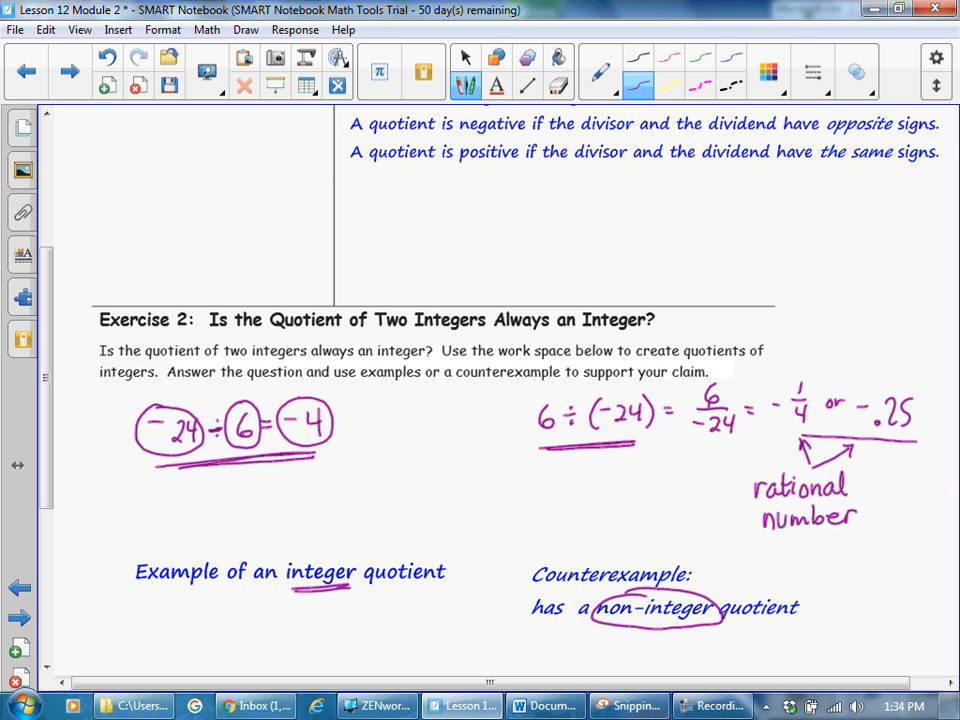 Lesson 12 Module 2 * - SMART Notebook (SMART Notebook Math Tools Trial - 50 day(s) remaining)
File Edit View Insert Format Math Draw Response Help
A quotient is negative if the divisor and the dividend have opposite signs.
A quotient is positive if the divisor and the dividend have the same signs.
Exercise 2: Is the Quotient of Two Integers Always an Integer?
Is the quotient of two integers always an integer? Use the work space below to create quotients of
integers. Answer the question and use examples or a counterexample to support your claim.
-24 ÷ 6 = -4
6 ÷ (-24) = 6/-24 = - 1/4 or -.25
rational
number
Example of an integer quotient
Counterexample:
has a non-integer quotient
C:\Users... Inbox (1,... ZENwor... Lesson 1... Docum... Snippin... Recordi... 1:34 PM